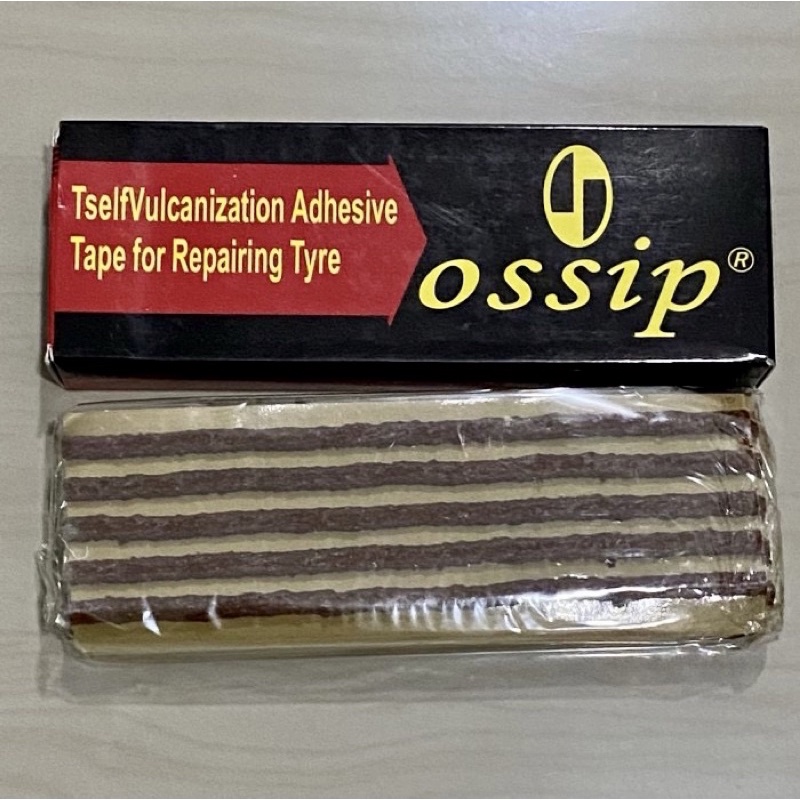 TselfVulcanization Adhesive
Tape for Repairing Tyre
ossip®